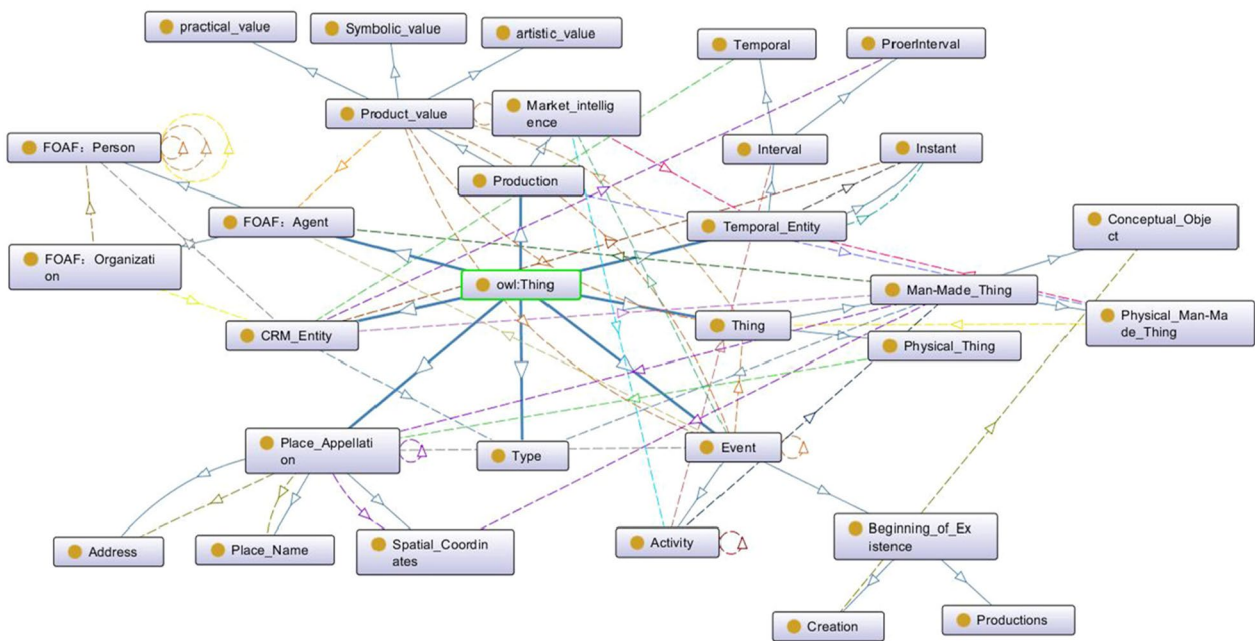 practical_value
Symbolic_value
artistic_value
Temporal
ProerInterval
Product_value
Market_intellig
ence
FOAF：Person
Interval
Instant
Production
FOAF：Agent
Temporal_Entity
Conceptual_Obje
ct
FOAF：Organizati
on
owl:Thing
Man-Made_Thing
CRM_Entity
Thing
Physical_Man-Ma
de_Thing
Physical_Thing
Place_Appellati
on
Type
Event
Address
Place_Name
Spatial_Coordin
ates
Activity
Beginning_of_Ex
istence
Creation
Productions